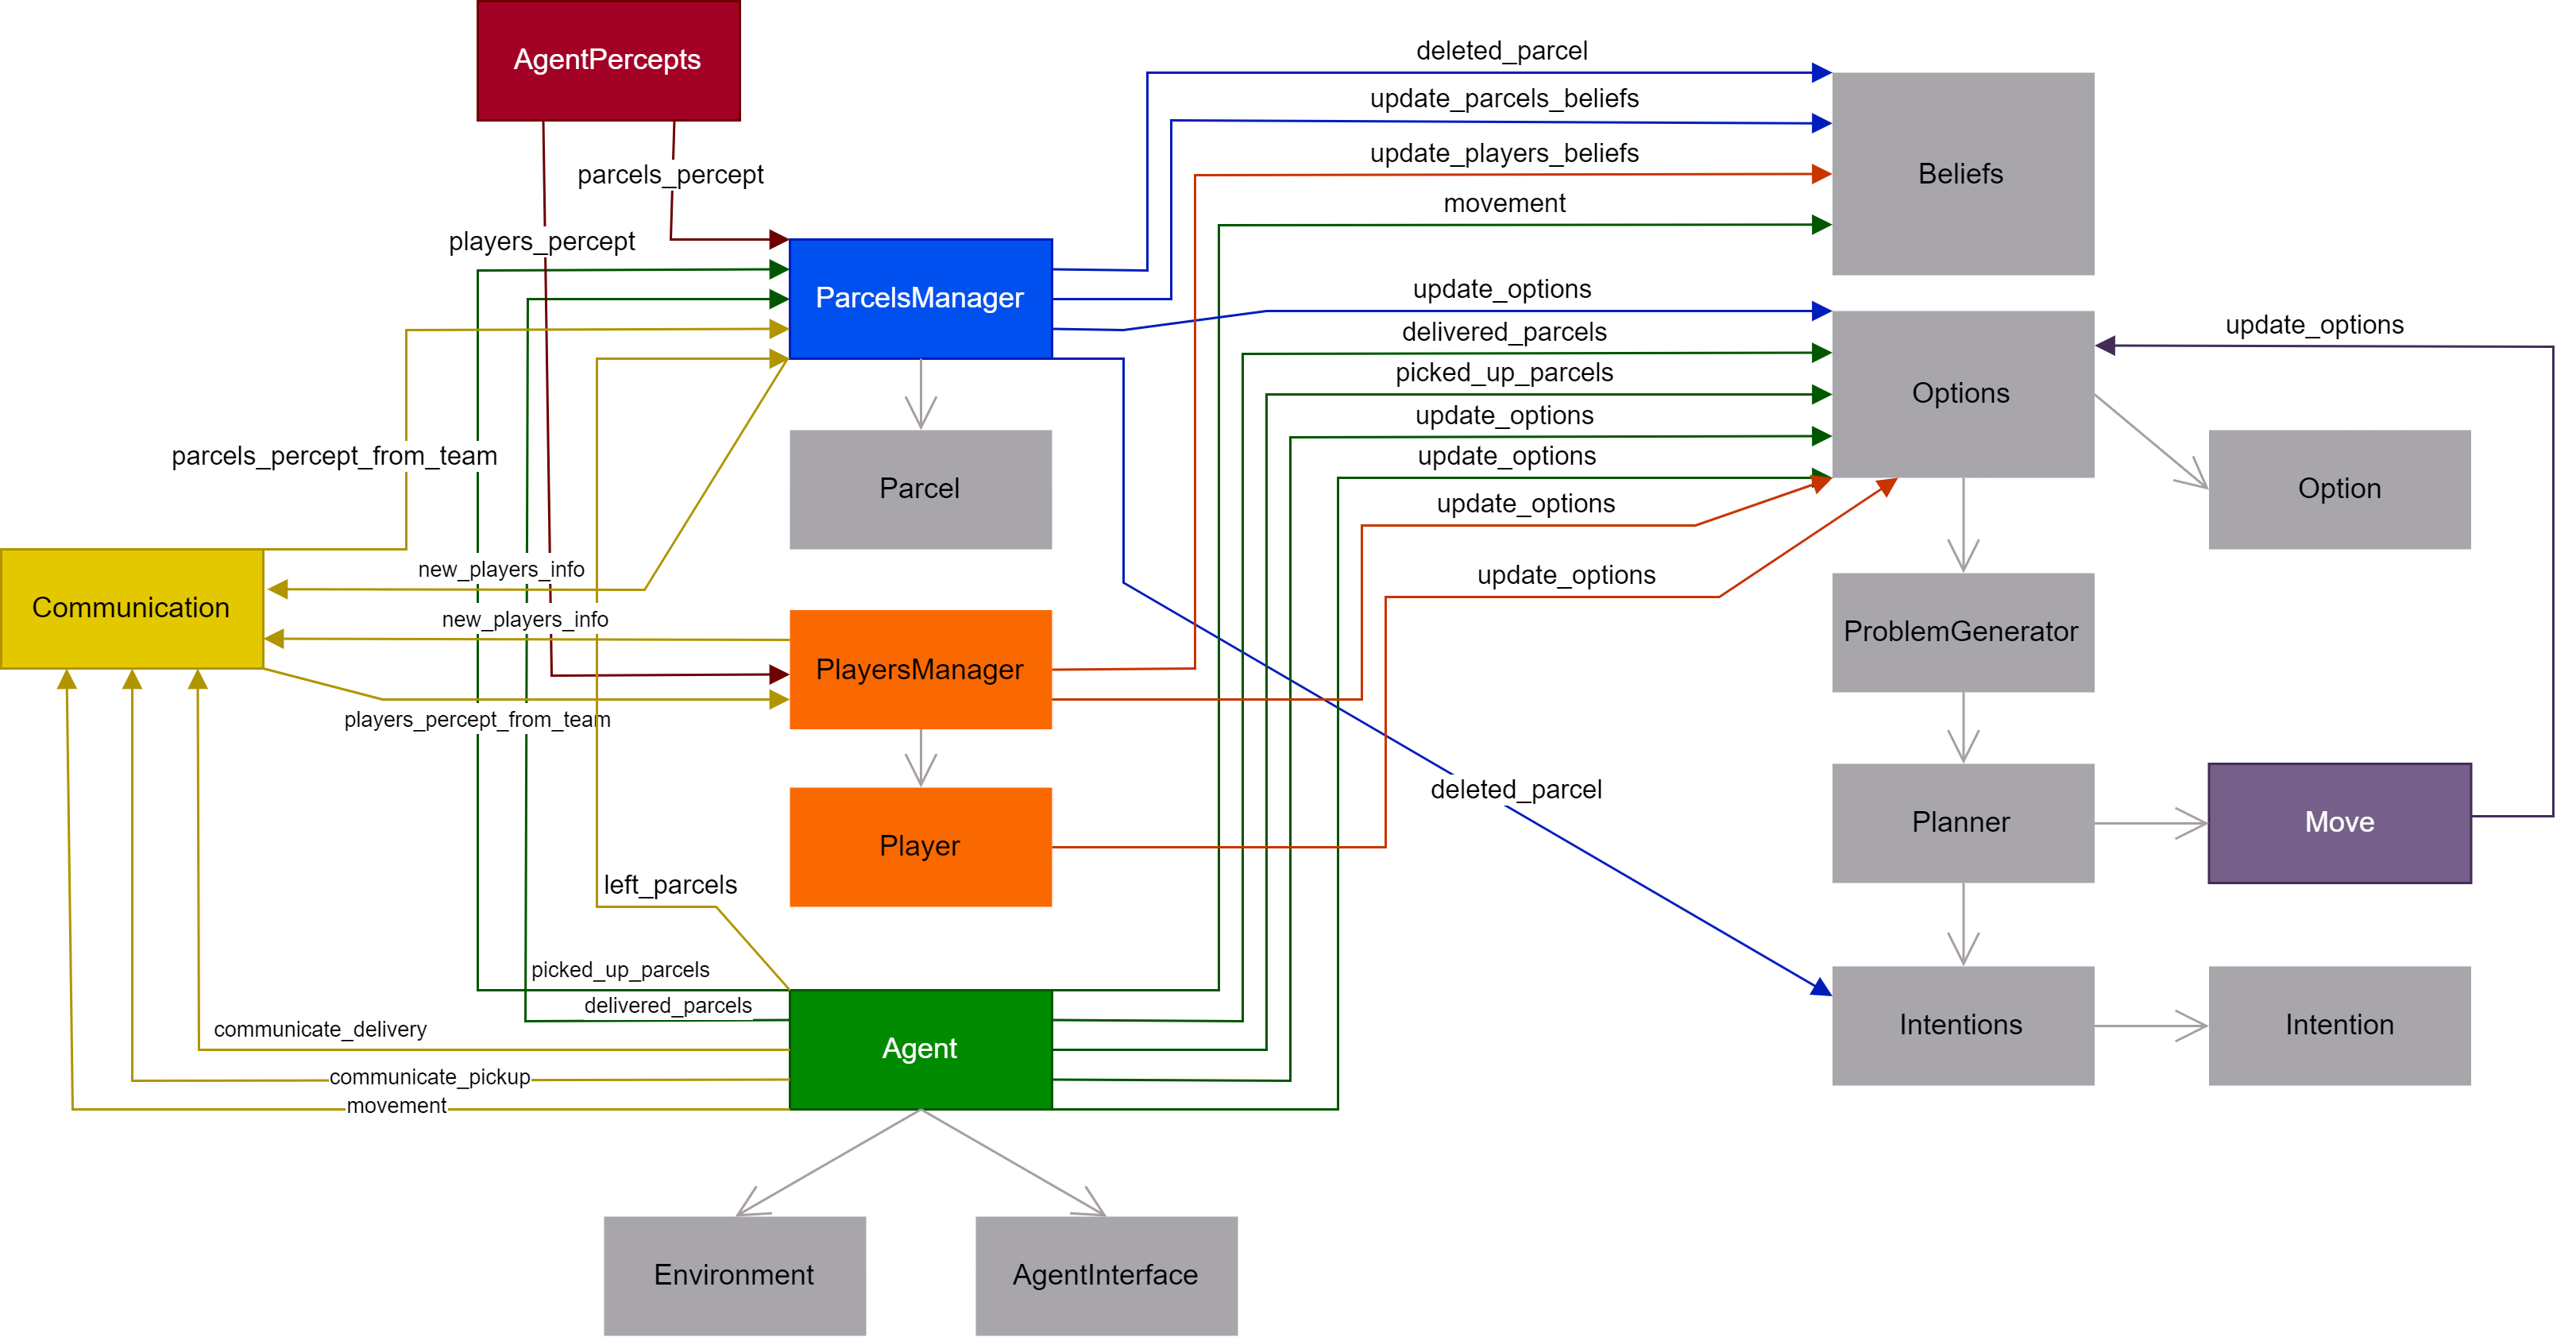 AgentPercepts
deleted_parcel
update_parcels_beliefs
parcels_percept
update_players_beliefs
Beliefs
movement
players_percept
ParcelsManager
update_options
delivered_parcels
update_options
picked_up_parcels
Options
update_options
parcels_percept_from_team
update_options
Parcel
Option
update_options
new_players_info
update_options
Communication
new_players_info
ProblemGenerator
PlayersManager
players_percept_from_team
deleted_parcel
Planner
Move
Player
left_parcels
picked_up_parcels
delivered_parcels
communicate_delivery
Agent
Intentions
Intention
communicate_pickup
movement
Environment
AgentInterface